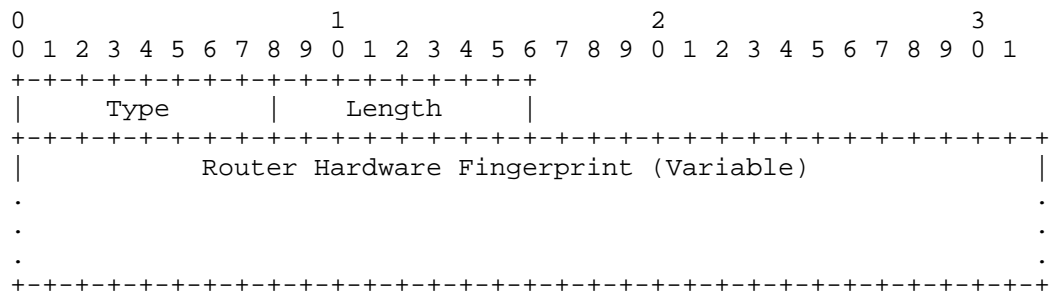 0                   1                   2                   3
0 1 2 3 4 5 6 7 8 9 0 1 2 3 4 5 6 7 8 9 0 1 2 3 4 5 6 7 8 9 0 1
+-+-+-+-+-+-+-+-+-+-+-+-+-+-+-+-+
|     Type      |    Length     |
+-+-+-+-+-+-+-+-+-+-+-+-+-+-+-+-+-+-+-+-+-+-+-+-+-+-+-+-+-+-+-+-+
|           Router Hardware Fingerprint (Variable)              |
.                                                               .
.                                                               .
.                                                               .
+-+-+-+-+-+-+-+-+-+-+-+-+-+-+-+-+-+-+-+-+-+-+-+-+-+-+-+-+-+-+-+-+